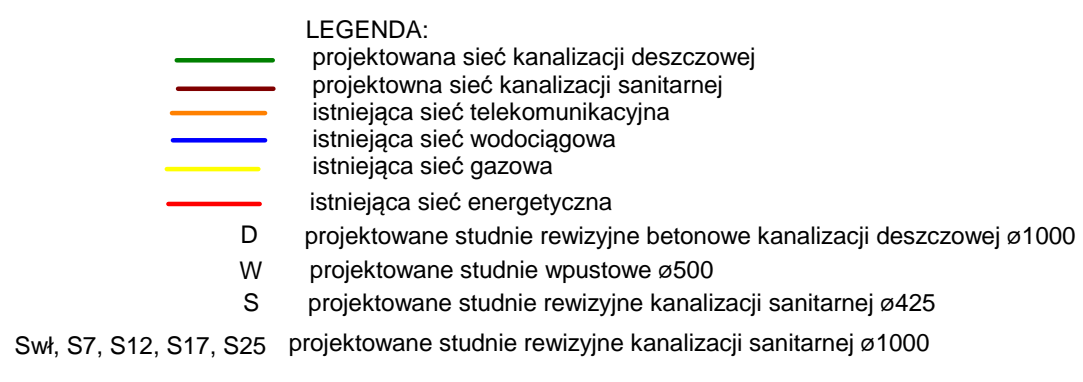 LEGENDA:
projektowana sieć kanalizacji deszczowej
projektowna sieć kanalizacji sanitarnej
istniejąca sieć telekomunikacyjna
istniejąca sieć wodociągowa
istniejąca sieć gazowa
istniejąca sieć energetyczna
D projektowane studnie rewizyjne betonowe kanalizacji deszczowej ø1000
W projektowane studnie wpustowe ø500
S projektowane studnie rewizyjne kanalizacji sanitarnej ø425
Swł, S7, S12, S17, S25 projektowane studnie rewizyjne kanalizacji sanitarnej ø1000